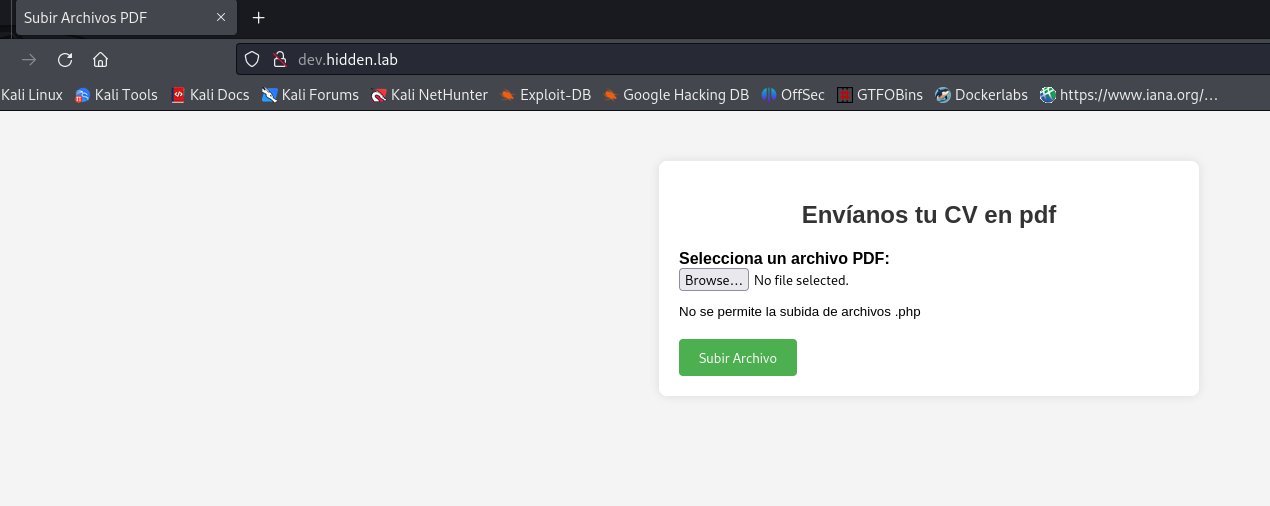 Subir Archivos PDF
dev.hidden.lab
Kali Linux Kali Tools Kali Docs Kali Forums Kali NetHunter Exploit-DB Google Hacking DB OffSec GTFOBins Dockerlabs https://www.iana.org/…
Envíanos tu CV en pdf
Selecciona un archivo PDF:
Browse… No file selected.
No se permite la subida de archivos .php
Subir Archivo